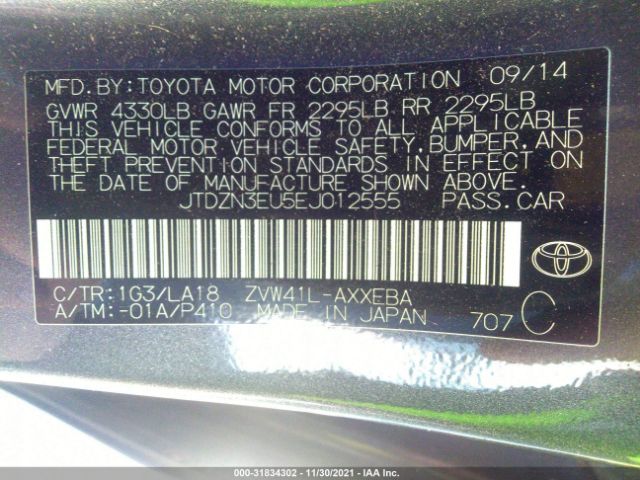 MFD.BY:TOYOTA MOTOR CORPORATION 09/14
GVWR 4330LB GAWR FR 2295LB RR 2295LB
THIS VEHICLE CONFORMS TO ALL APPLICABLE
FEDERAL MOTOR VEHICLE SAFETY,BUMPER,AND
THEFT PREVENTION STANDARDS IN EFFECT ON
THE DATE OF MANUFACTURE SHOWN ABOVE.
JTDZN3EU5EJ012555 PASS.CAR
C/TR:1G3/LA18 ZVW41L-AXXEBA
A/TM:-01A/P410 MADE IN JAPAN 707 C
000-31834302 - 11/30/2021 - IAA Inc.